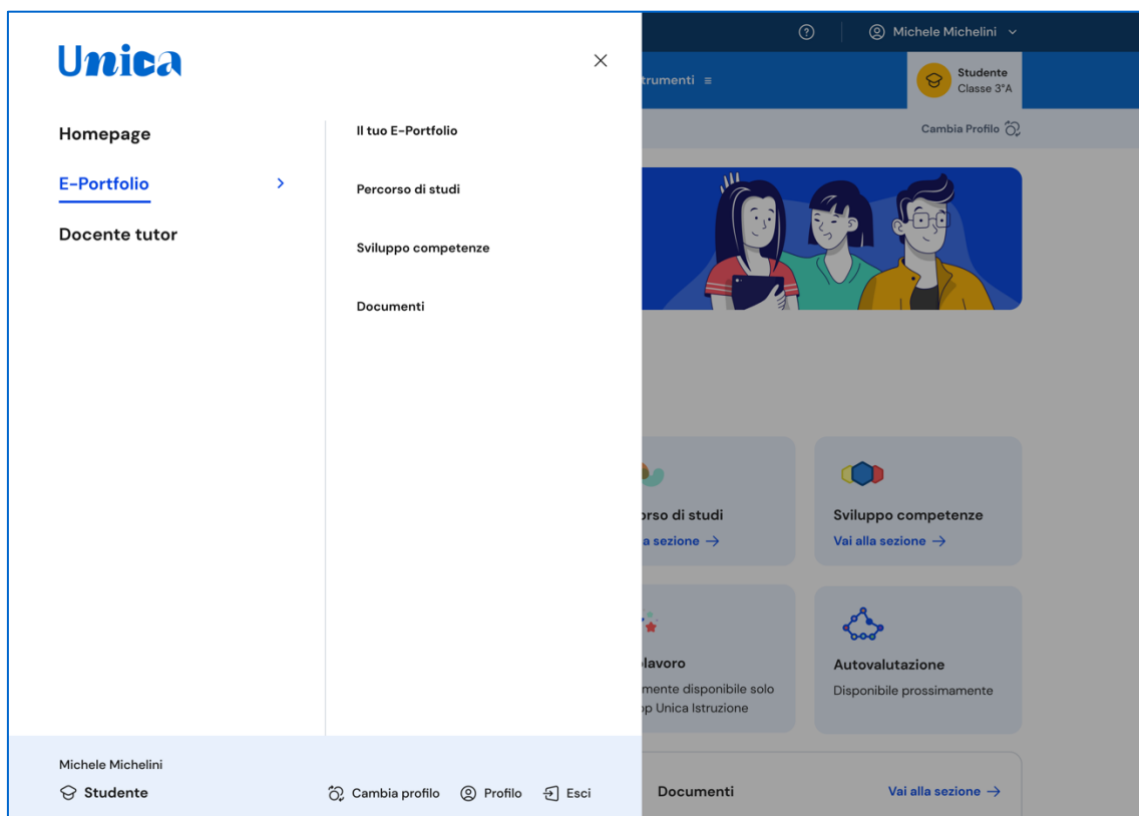 Unica
Homepage
E-Portfolio
Docente tutor
Il tuo E-Portfolio
Percorso di studi
Sviluppo competenze
Documenti
Michele Michelini
Studente
Cambia profilo
Profilo
Esci
Michele Michelini
trumenti
Studente
Classe 3°A
Cambia Profilo
orso di studi
a sezione →
Sviluppo competenze
Vai alla sezione →
lavoro
mente disponibile solo
pp Unica Istruzione
Autovalutazione
Disponibile prossimamente
Documenti
Vai alla sezione →